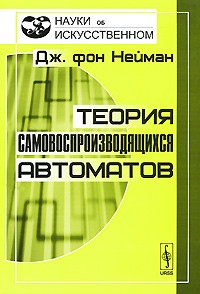 НАУКИ ОБ
ИСКУССТВЕННОМ
Дж. фон Нейман
ТЕОРИЯ
САМОВОСПРОИЗВОДЯЩИХСЯ
АВТОМАТОВ
URSS